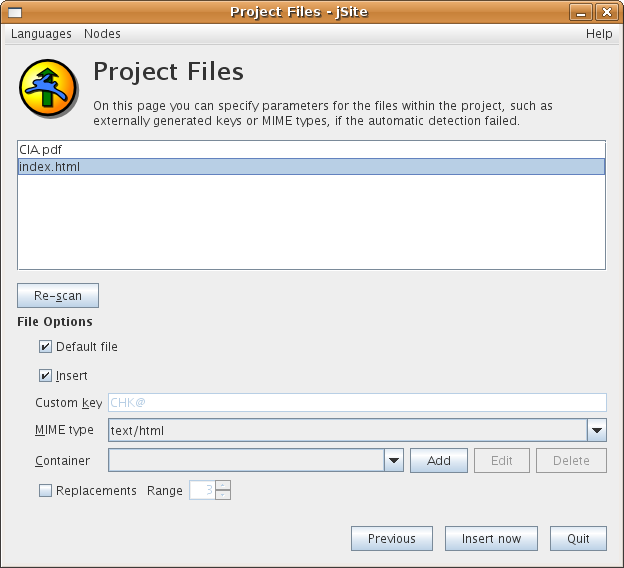 Project Files - jSite
Languages Nodes Help
Project Files
On this page you can specify parameters for the files within the project, such as
externally generated keys or MIME types, if the automatic detection failed.
CIA.pdf
index.html
Re-scan
File Options
Default file
Insert
Custom key CHK@
MIME type text/html
Container Add Edit Delete
Replacements Range 3
Previous Insert now Quit